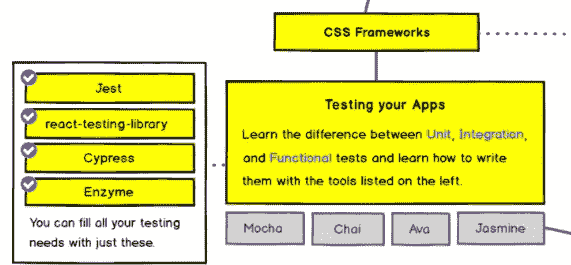 CSS Frameworks
Jest
react-testing-library
Cypress
Enzyme
You can fill all your testing
needs with just these.
Testing your Apps
Learn the difference between Unit, Integration,
and Functional tests and learn how to write
them with the tools listed on the left.
Mocha
Chai
Ava
Jasmine